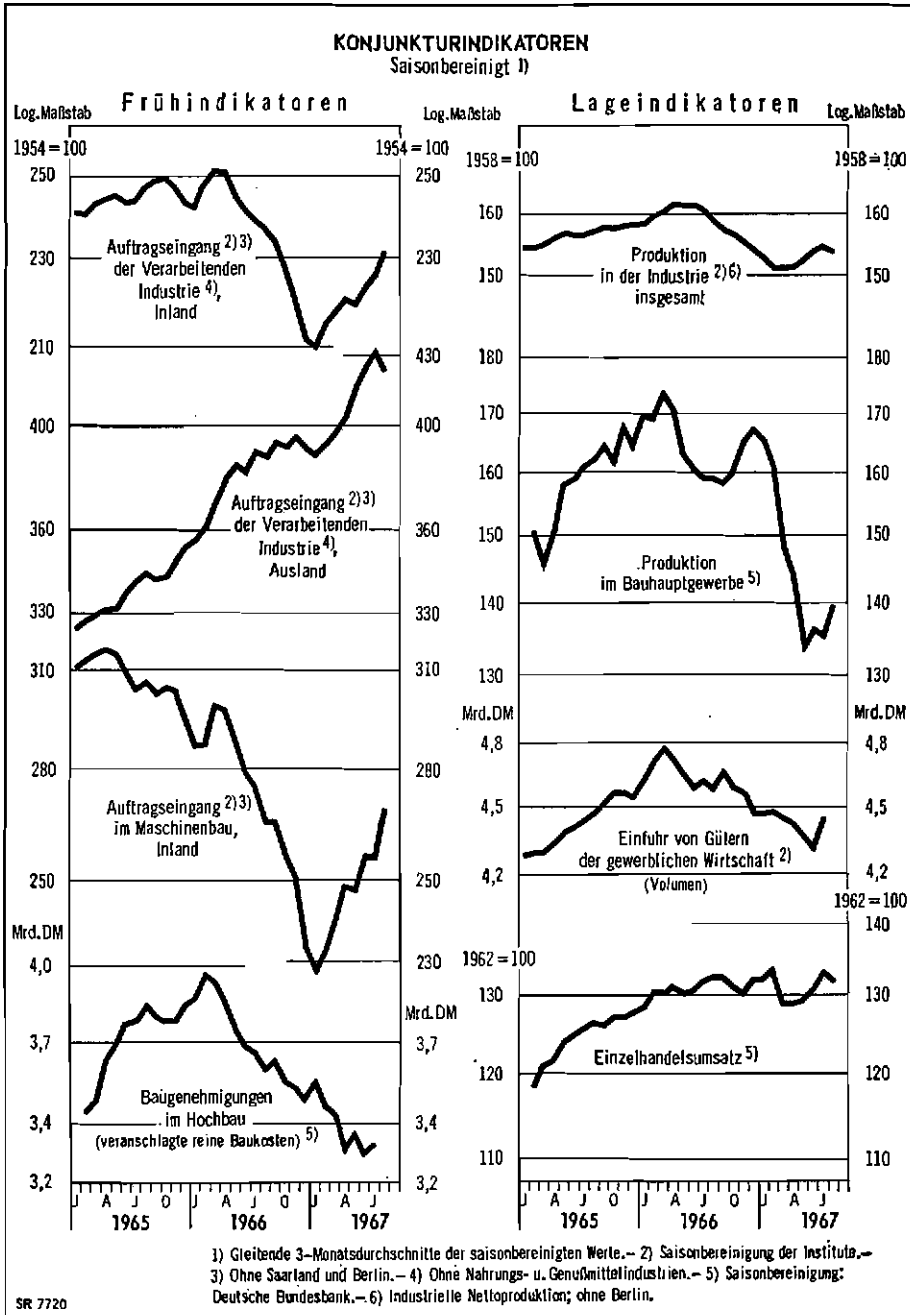 KONJUNKTURINDIKATOREN
Saisonbereinigt 1)
Frühindikatoren
Log.Maßstab
Log.Maßstab
1954=100
1954=100
250
250
230
230
210
210
Auftragseingang 2)3)
der Verarbeitenden
Industrie 4),
Inland
430
400
400
360
360
330
330
Auftragseingang 2)3)
der Verarbeitenden
Industrie 4),
Ausland
310
310
280
280
250
250
230
Auftragseingang 2)3)
im Maschinenbau,
Inland
Mrd.DM
4,0
Mrd.DM
3,7
3,7
3,4
3,4
3,2
3,2
Baugenehmigungen
im Hochbau
(veranschlagte reine Baukosten) 5)
J A J O J A J O J A J
1965 1966 1967
Lageindikatoren
Log.Maßstab
1958=100
1958=100
160
160
150
150
Produktion
in der Industrie 2)6)
insgesamt
180
180
170
170
160
160
150
150
140
140
130
130
Produktion
im Bauhauptgewerbe 5)
Mrd.DM
Mrd.DM
4,8
4,8
4,5
4,5
4,2
4,2
Einfuhr von Gütern
der gewerblichen Wirtschaft 2)
(Volumen)
1962=100
1962=100
140
130
130
120
120
110
110
Einzelhandelsumsatz 5)
J A J O J A J O J A J
1965 1966 1967
1) Gleitende 3-Monatsdurchschnitte der saisonbereinigten Werte.– 2) Saisonbereinigung der Institute.–
3) Ohne Saarland und Berlin.– 4) Ohne Nahrungs- u. Genußmittelindustrien.– 5) Saisonbereinigung:
Deutsche Bundesbank.– 6) Industrielle Nettoproduktion; ohne Berlin.
SR 7720